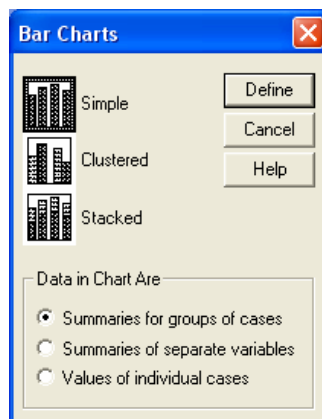 Bar Charts
Simple
Define
Cancel
Clustered
Help
Stacked
Data in Chart Are
Summaries for groups of cases
Summaries of separate variables
Values of individual cases